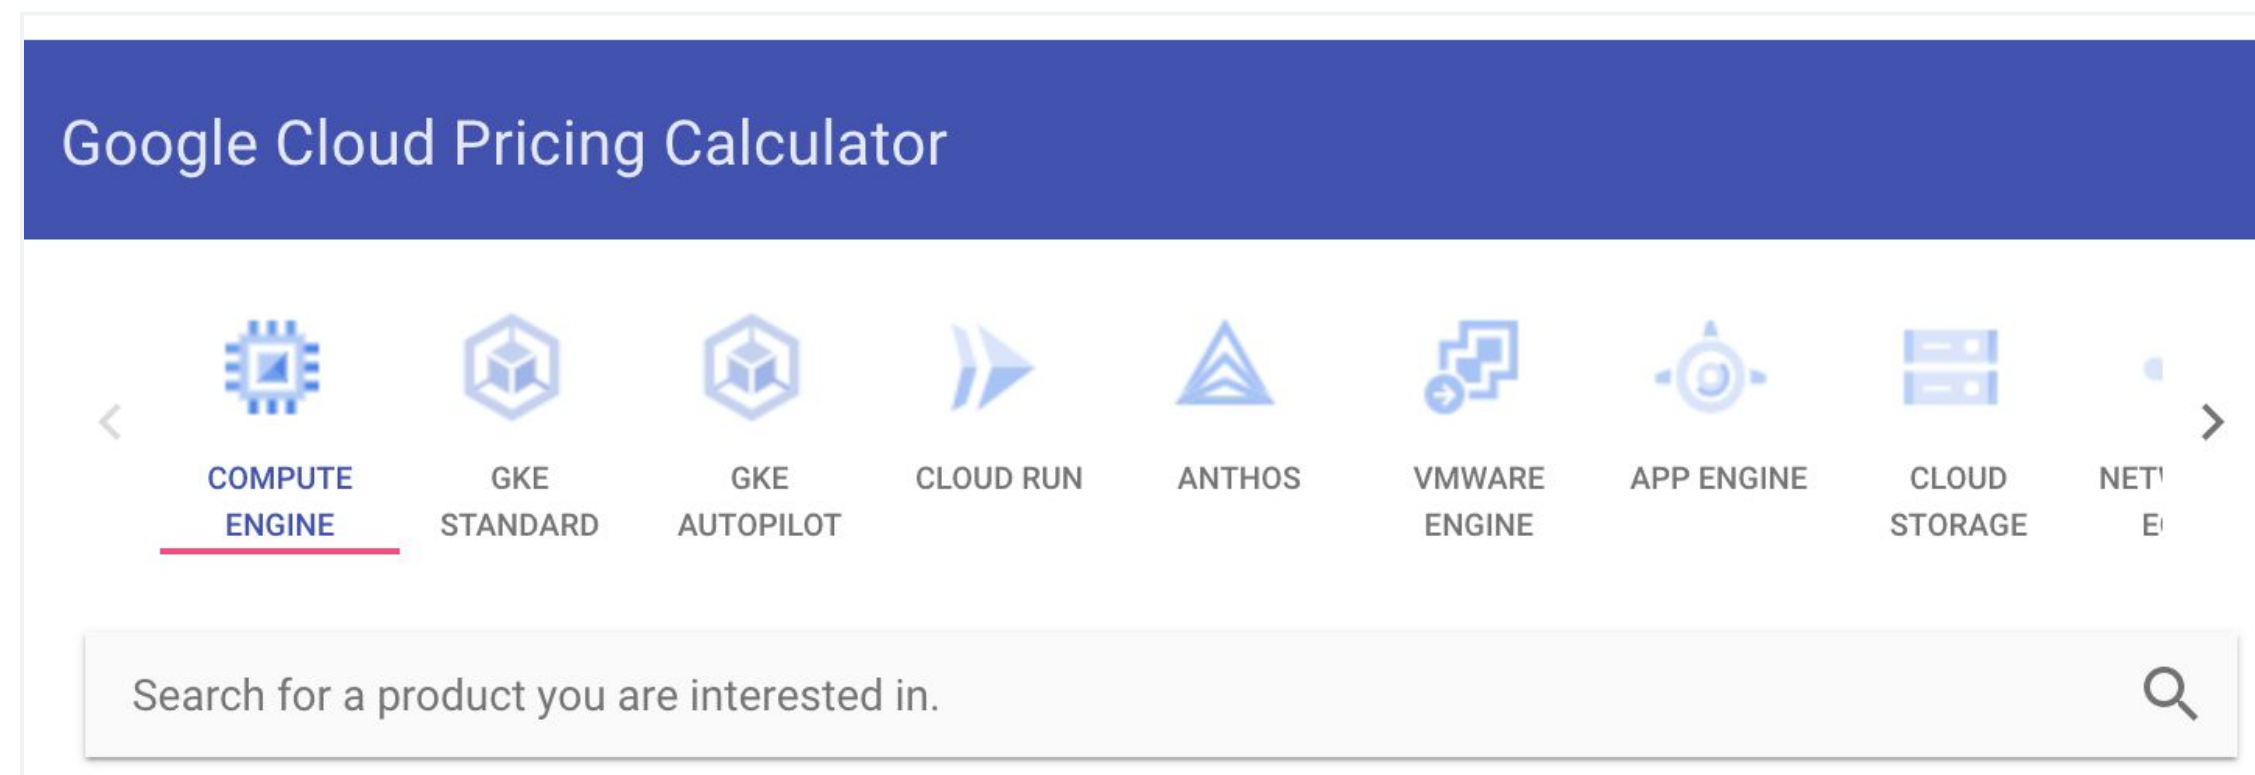 Google Cloud Pricing Calculator
COMPUTE
ENGINE
GKE
STANDARD
GKE
AUTOPILOT
CLOUD RUN
ANTHOS
VMWARE
ENGINE
APP ENGINE
CLOUD
STORAGE
Search for a product you are interested in.